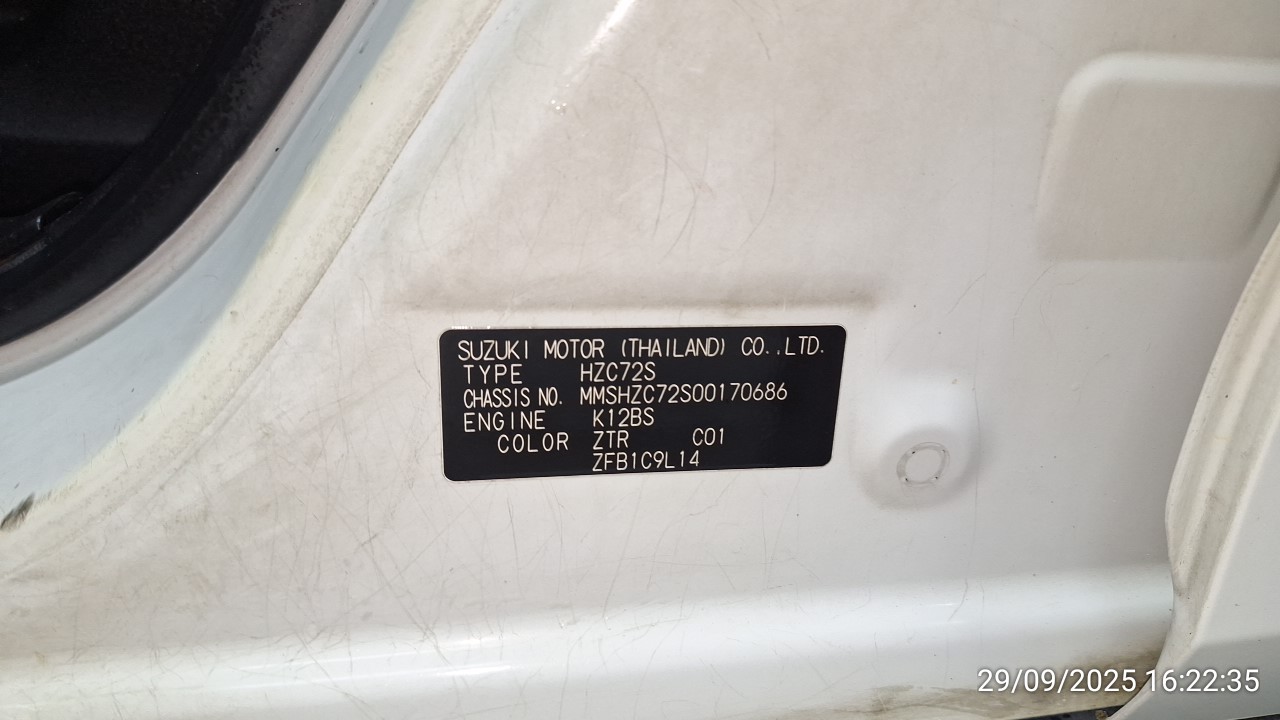 SUZUKI MOTOR (THAILAND) CO.,LTD.
TYPE HZC72S
CHASSIS NO. MMSHZC72S00170686
ENGINE K12BS
COLOR ZTR C01
ZFB1C9L14
29/09/2025 16:22:35